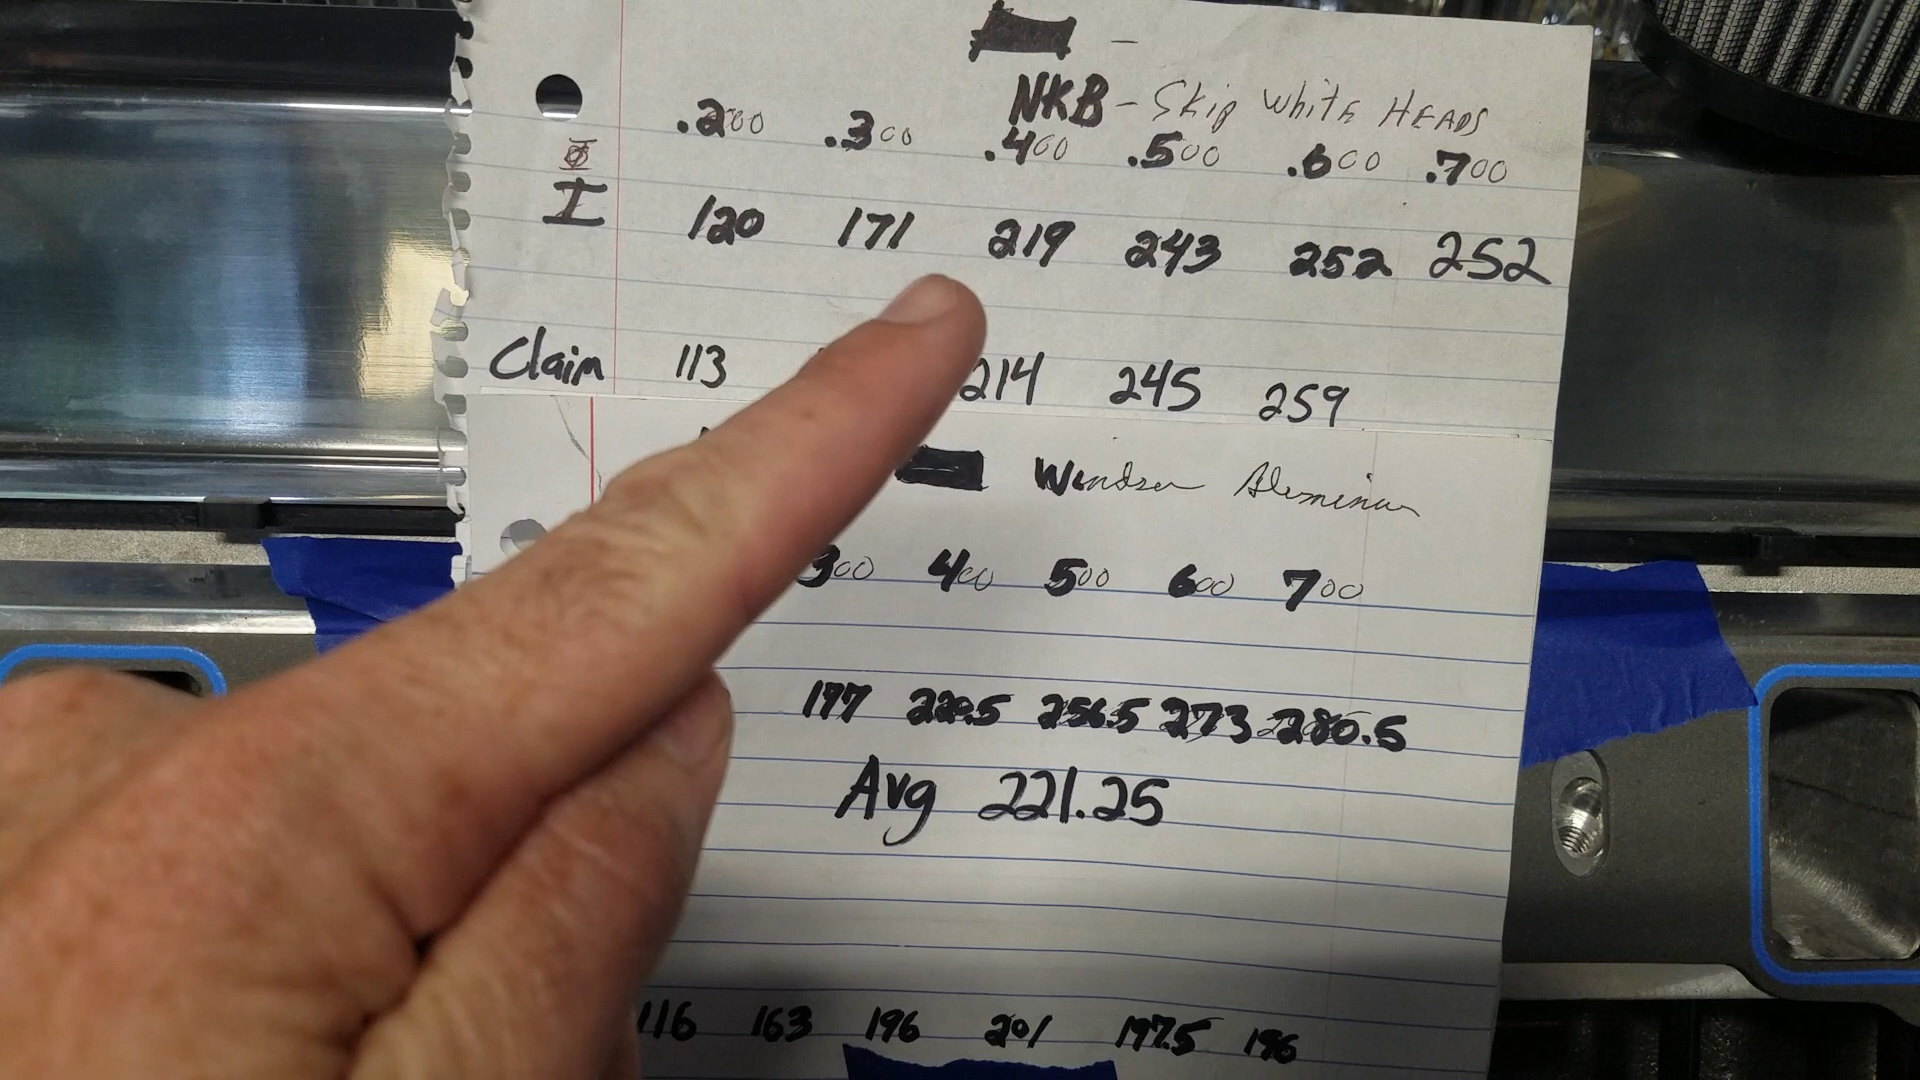 NKB - Skip White HEADS
.200 .300 .400 .500 .600 .700
I 120 171 219 243 252 252
Claim 113 214 245 259
Windsor Aluminum
300 400 500 600 700
177 229.5 256.5 273 280.5
Avg 221.25
116 163 196 201 197.5 196